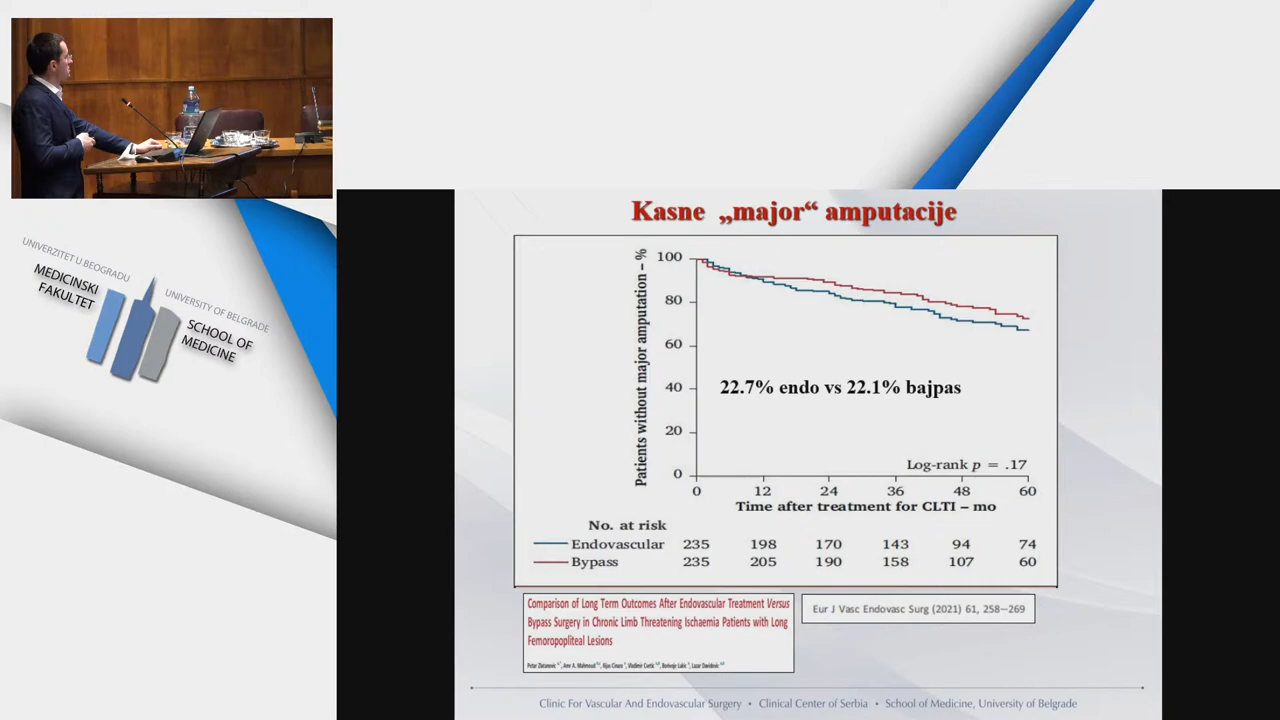 UNIVERZITET U BEOGRADU
MEDICINSKI
FAKULTET
UNIVERSITY OF BELGRADE
SCHOOL OF
MEDICINE
Kasne „major“ amputacije
Patients without major amputation – %
100
80
60
40
20
0
22.7% endo vs 22.1% bajpas
Log-rank p = .17
0 12 24 36 48 60
Time after treatment for CLTI – mo
No. at risk
Endovascular 235 198 170 143 94 74
Bypass 235 205 190 158 107 60
Comparison of Long Term Outcomes After Endovascular Treatment Versus
Bypass Surgery in Chronic Limb Threatening Ischaemia Patients with Long
Femoropopliteal Lesions
Eur J Vasc Endovasc Surg (2021) 61, 258–269
Clinic For Vascular And Endovascular Surgery • Clinical Center of Serbia • School of Medicine, University of Belgrade